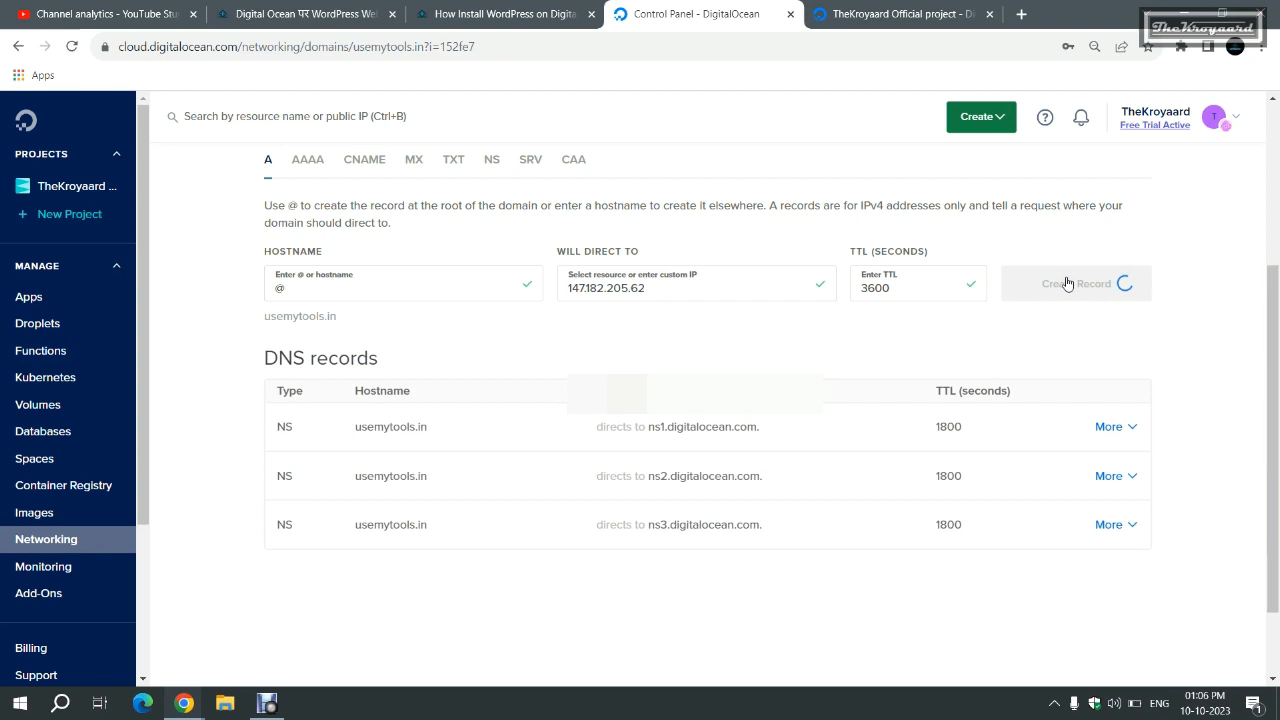 Channel analytics - YouTube Stu
Digital Ocean पर WordPress We
How Install WordPress on Digita
Control Panel - DigitalOcean
TheKroyaard Official project - Di
TheKroyaard
cloud.digitalocean.com/networking/domains/usemytools.in?i=152fe7
Apps
Search by resource name or public IP (Ctrl+B)
Create
TheKroyaard
Free Trial Active
T
PROJECTS
TheKroyaard ...
+ New Project
MANAGE
Apps
Droplets
Functions
Kubernetes
Volumes
Databases
Spaces
Container Registry
Images
Networking
Monitoring
Add-Ons
Billing
Support
A AAAA CNAME MX TXT NS SRV CAA
Use @ to create the record at the root of the domain or enter a hostname to create it elsewhere. A records are for IPv4 addresses only and tell a request where your
domain should direct to.
HOSTNAME WILL DIRECT TO TTL (SECONDS)
Enter @ or hostname
@
Select resource or enter custom IP
147.182.205.62
Enter TTL
3600
Create Record
usemytools.in
DNS records
Type Hostname TTL (seconds)
NS usemytools.in directs to ns1.digitalocean.com. 1800 More
NS usemytools.in directs to ns2.digitalocean.com. 1800 More
NS usemytools.in directs to ns3.digitalocean.com. 1800 More
ENG
01:06 PM
10-10-2023
1